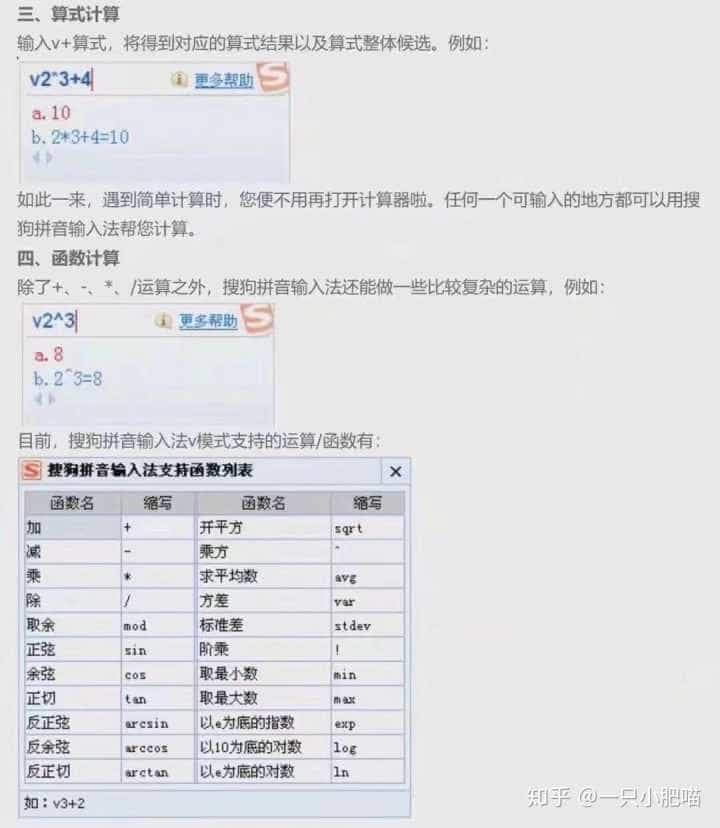 三、算式计算
输入v+算式，将得到对应的算式结果以及算式整体候选。例如：
v2*3+4 更多帮助
a.10
b.2*3+4=10
如此一来，遇到简单计算时，您便不用再打开计算器啦。任何一个可输入的地方都可以用搜
狗拼音输入法帮您计算。
四、函数计算
除了+、-、*、/运算之外，搜狗拼音输入法还能做一些比较复杂的运算，例如：
v2^3 更多帮助
a.8
b.2^3=8
目前，搜狗拼音输入法v模式支持的运算/函数有：
搜狗拼音输入法支持函数列表
函数名 缩写 函数名 缩写
加 + 开平方 sqrt
减 - 乘方 ^
乘 * 求平均数 avg
除 / 方差 var
取余 mod 标准差 stdev
正弦 sin 阶乘 !
余弦 cos 取最小数 min
正切 tan 取最大数 max
反正弦 arcsin 以e为底的指数 exp
反余弦 arccos 以10为底的对数 log
反正切 arctan 以e为底的对数 ln
如：v3+2
知乎 @一只小肥喵